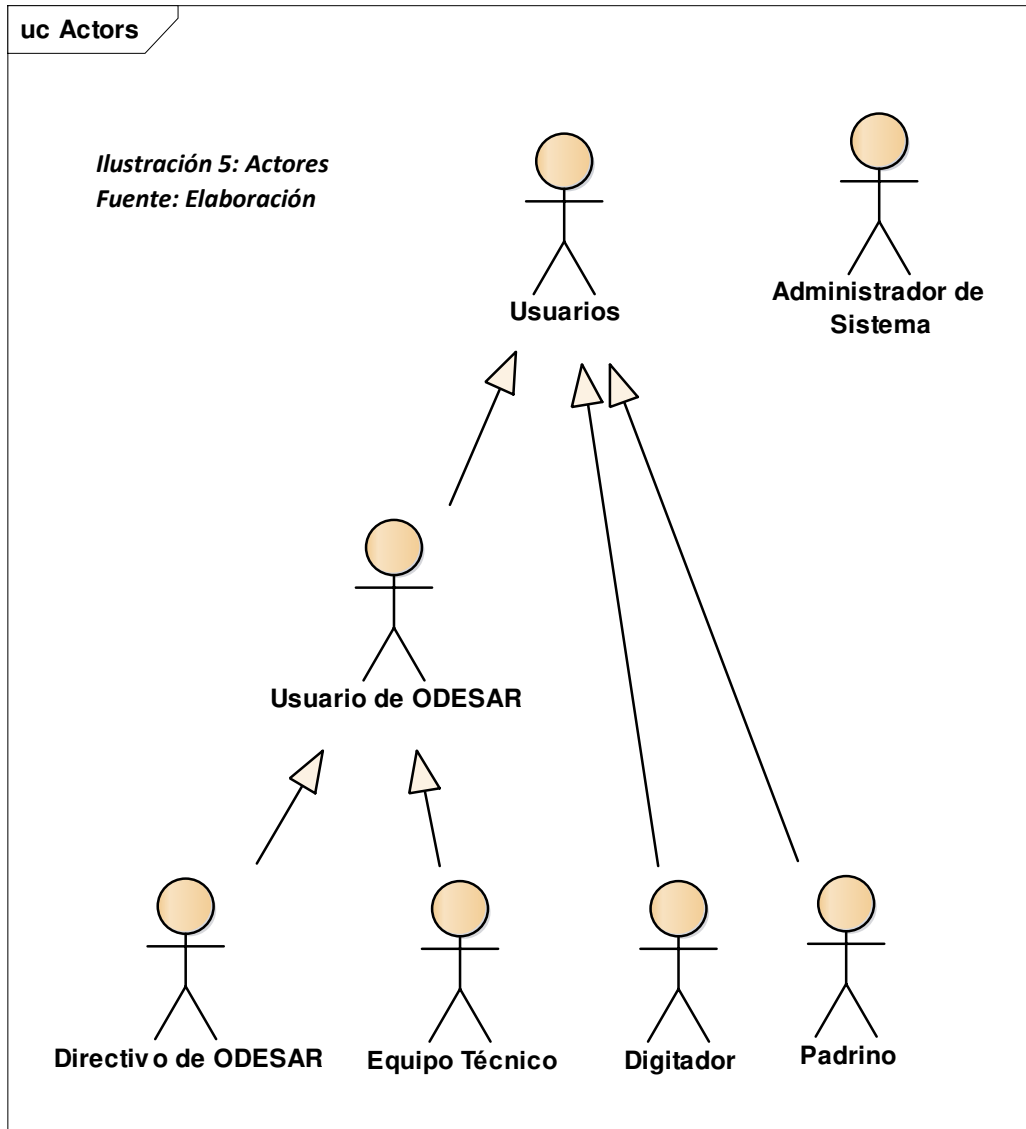 uc Actors
Ilustración 5: Actores
Fuente: Elaboración
Usuarios
Administrador de
Sistema
Usuario de ODESAR
Directivo de ODESAR
Equipo Técnico
Digitador
Padrino